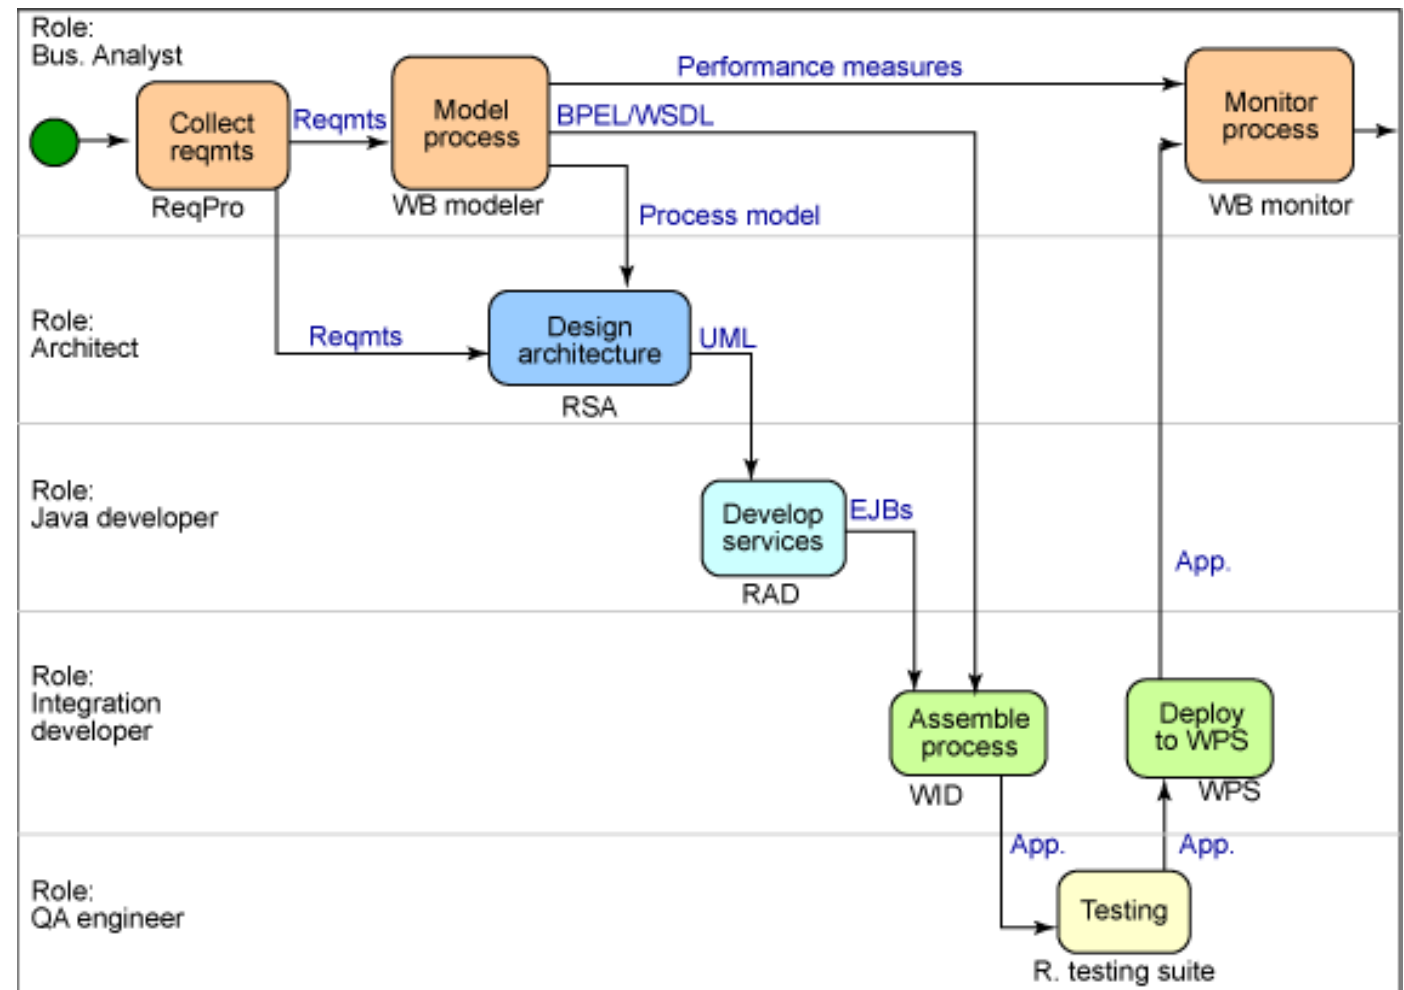 Role:
Bus. Analyst
Collect
reqmts
ReqPro
Reqmts
Model
process
WB modeler
Performance measures
BPEL/WSDL
Process model
Monitor
process
WB monitor
Role:
Architect
Reqmts
Design
architecture
RSA
UML
Role:
Java developer
Develop
services
RAD
EJBs
App.
Role:
Integration
developer
Assemble
process
WID
Deploy
to WPS
WPS
App.
App.
Role:
QA engineer
Testing
R. testing suite